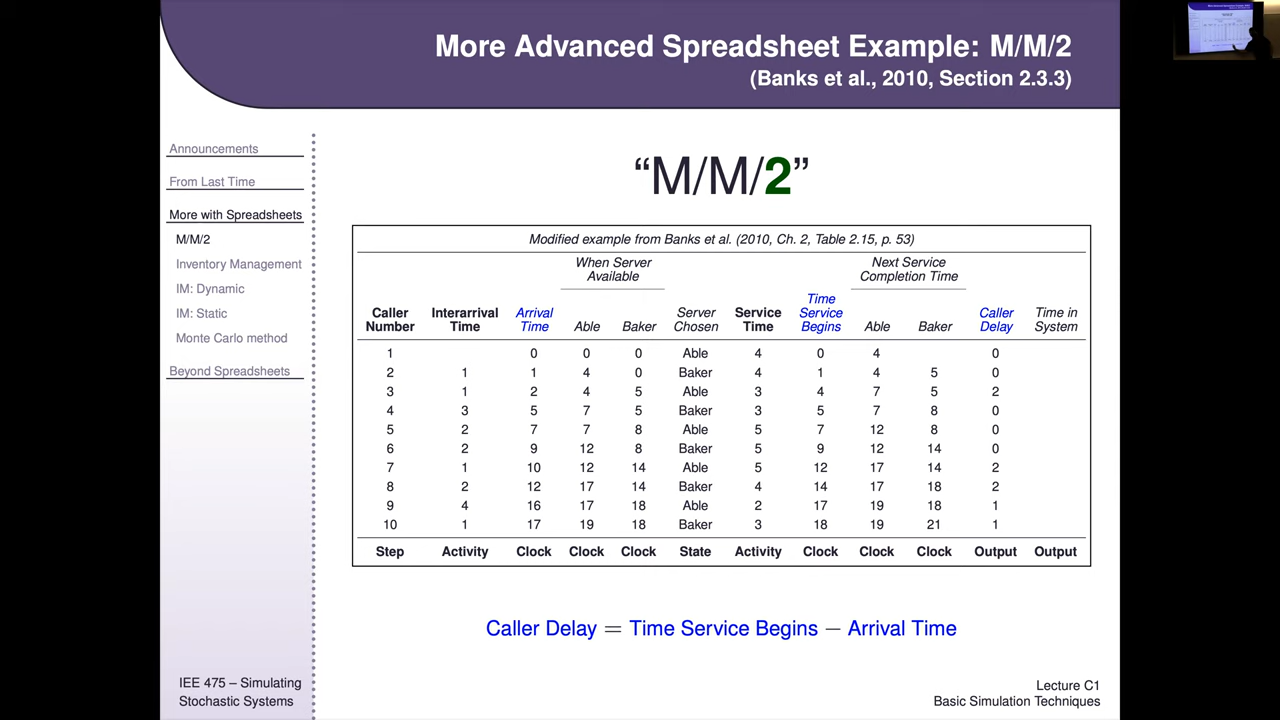 More Advanced Spreadsheet Example: M/M/2
(Banks et al., 2010, Section 2.3.3)
Announcements
From Last Time
More with Spreadsheets
M/M/2
Inventory Management
IM: Dynamic
IM: Static
Monte Carlo method
Beyond Spreadsheets
“M/M/2”
Modified example from Banks et al. (2010, Ch. 2, Table 2.15, p. 53)
When Server Available
Next Service Completion Time
Caller Number Interarrival Time Arrival Time Able Baker Server Chosen Service Time Time Service Begins Able Baker Caller Delay Time in System
1 0 0 0 Able 4 0 4 0
2 1 1 4 0 Baker 4 1 4 5 0
3 1 2 4 5 Able 3 4 7 5 2
4 3 5 7 5 Baker 3 5 7 8 0
5 2 7 7 8 Able 5 7 12 8 0
6 2 9 12 8 Baker 5 9 12 14 0
7 1 10 12 14 Able 5 12 17 14 2
8 2 12 17 14 Baker 4 14 17 18 2
9 4 16 17 18 Able 2 17 19 18 1
10 1 17 19 18 Baker 3 18 19 21 1
Step Activity Clock Clock Clock State Activity Clock Clock Clock Output Output
Caller Delay = Time Service Begins − Arrival Time
IEE 475 – Simulating
Stochastic Systems
Lecture C1
Basic Simulation Techniques